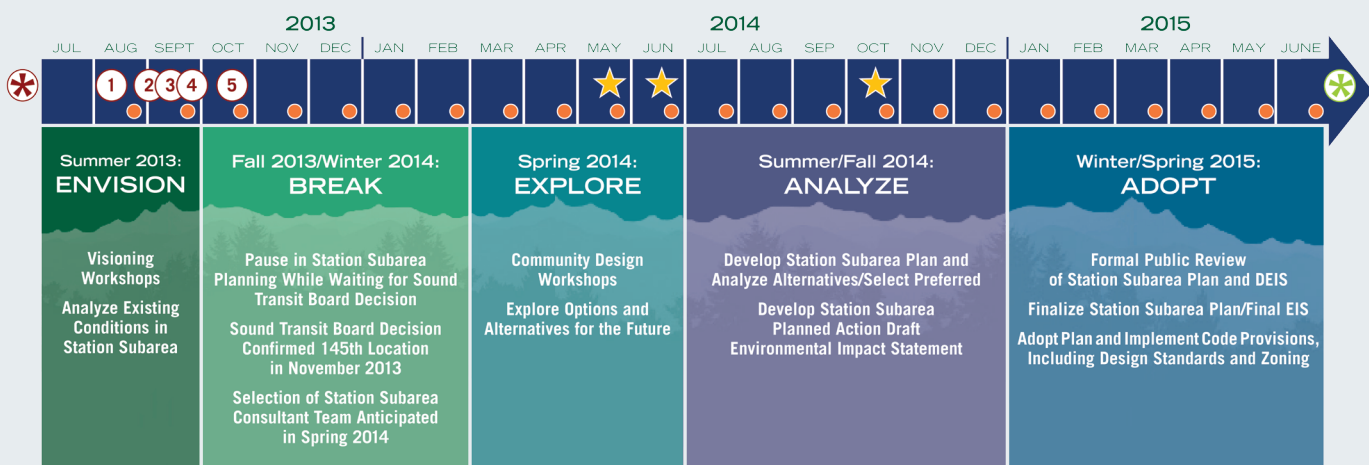 2013 2014 2015
JUL AUG SEPT OCT NOV DEC JAN FEB MAR APR MAY JUN JUL AUG SEP OCT NOV DEC JAN FEB MAR APR MAY JUNE
1 2 3 4 5
Summer 2013:
ENVISION
Visioning
Workshops
Analyze Existing
Conditions in
Station Subarea
Fall 2013/Winter 2014:
BREAK
Pause in Station Subarea
Planning While Waiting for Sound
Transit Board Decision
Sound Transit Board Decision
Confirmed 145th Location
in November 2013
Selection of Station Subarea
Consultant Team Anticipated
in Spring 2014
Spring 2014:
EXPLORE
Community Design
Workshops
Explore Options and
Alternatives for the Future
Summer/Fall 2014:
ANALYZE
Develop Station Subarea Plan and
Analyze Alternatives/Select Preferred
Develop Station Subarea
Planned Action Draft
Environmental Impact Statement
Winter/Spring 2015:
ADOPT
Formal Public Review
of Station Subarea Plan and DEIS
Finalize Station Subarea Plan/Final EIS
Adopt Plan and Implement Code Provisions,
Including Design Standards and Zoning